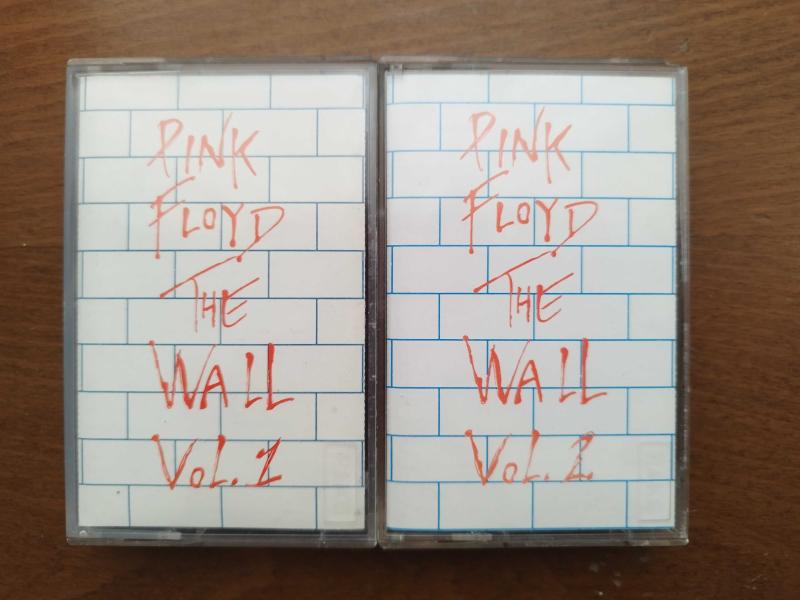 PINK
FLOYD
THE
WALL
VOL. 1
PINK
FLOYD
THE
WALL
VOL. 2